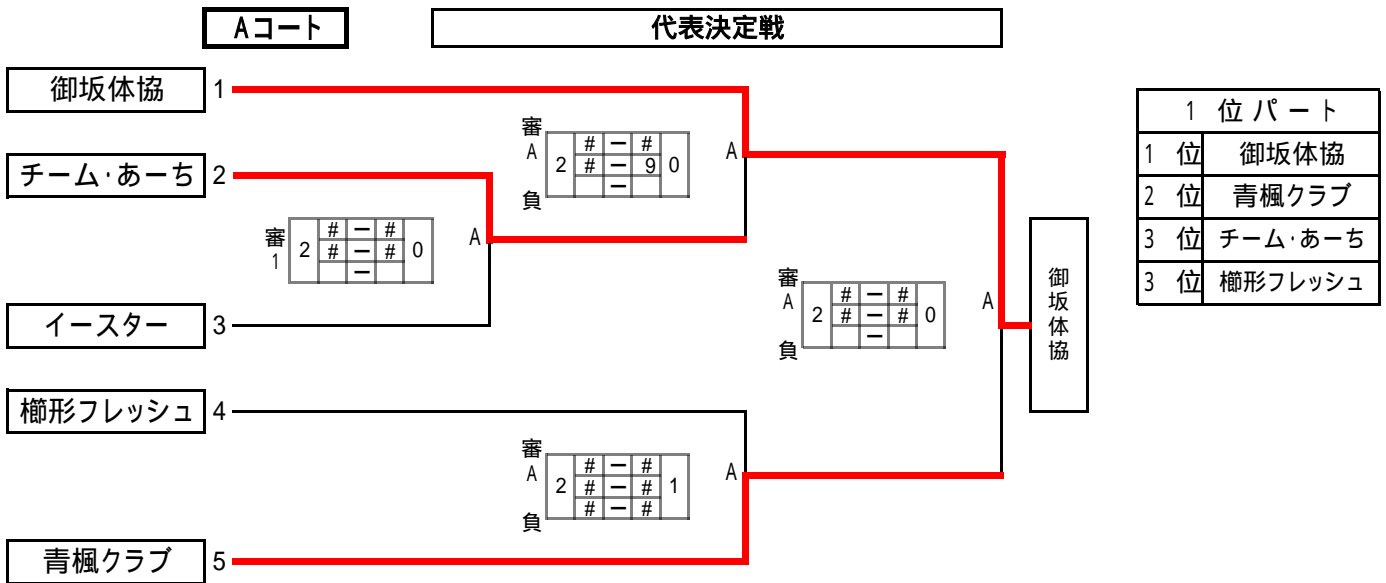 Aコート
代表決定戦
御坂体協 1
チーム・あーち 2
イースター 3
櫛形フレッシュ 4
青楓クラブ 5
審
1
2 # ー # 0
# ー #
ー
A
審
A
負
2 # ー # 0
# ー 9
ー
A
審
A
負
2 # ー # 1
# ー #
# ー #
A
審
A
負
2 # ー # 0
# ー #
ー
A
御坂体協
1 位パート
1 位 御坂体協
2 位 青楓クラブ
3 位 チーム・あーち
3 位 櫛形フレッシュ